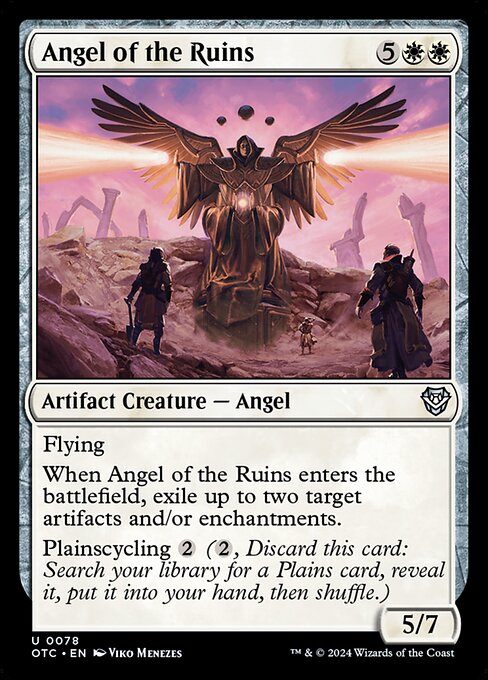 Angel of the Ruins 5
Artifact Creature — Angel
Flying
When Angel of the Ruins enters the
battlefield, exile up to two target
artifacts and/or enchantments.
Plainscycling 2 (2, Discard this card:
Search your library for a Plains card, reveal
it, put it into your hand, then shuffle.)
5/7
U 0078
OTC • EN Viko Menezes
™ & © 2024 Wizards of the Coast